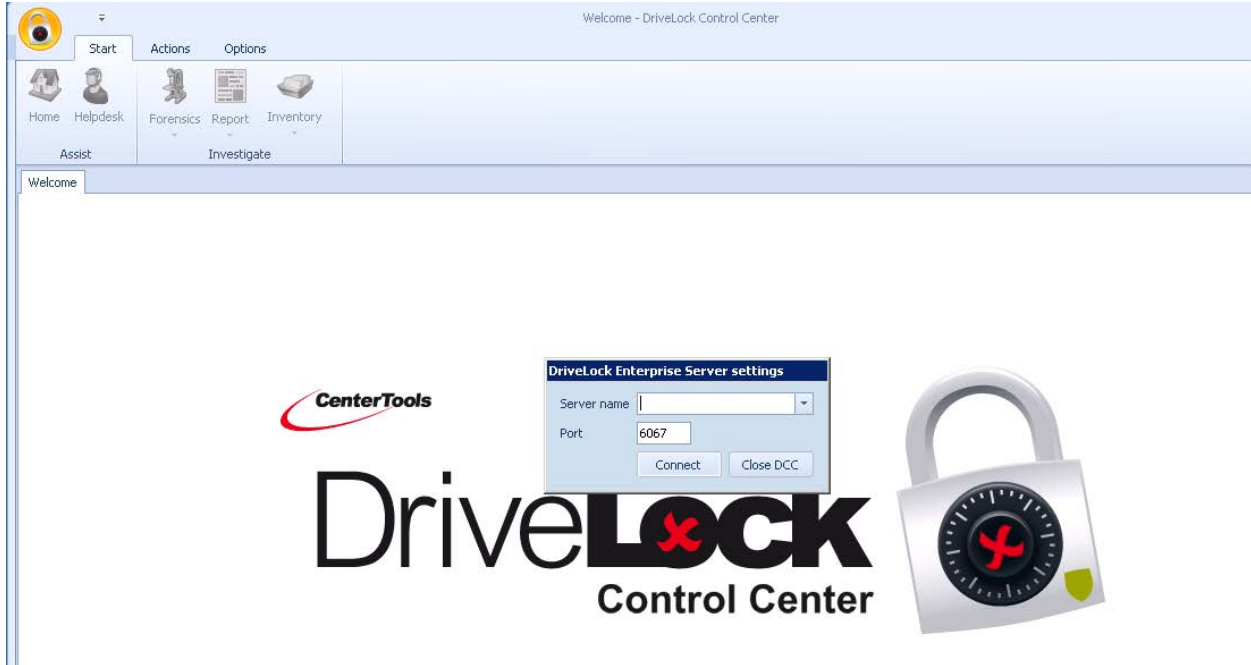 Welcome - DriveLock Control Center
Start Actions Options
Home Helpdesk Forensics Report Inventory
Assist Investigate
Welcome
DriveLock Enterprise Server settings
Server name
Port 6067
Connect Close DCC
CenterTools
DriveLock
Control Center